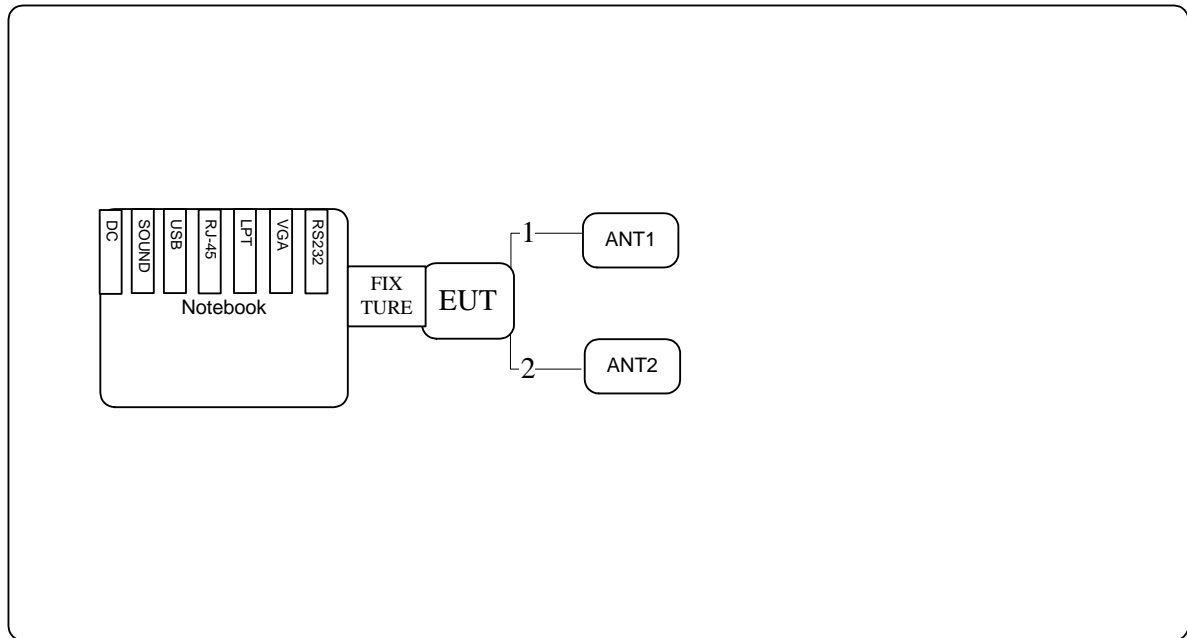 DC
SOUND
USB
RJ-45
LPT
VGA
RS232
Notebook
FIX
TURE
EUT
1
ANT1
2
ANT2